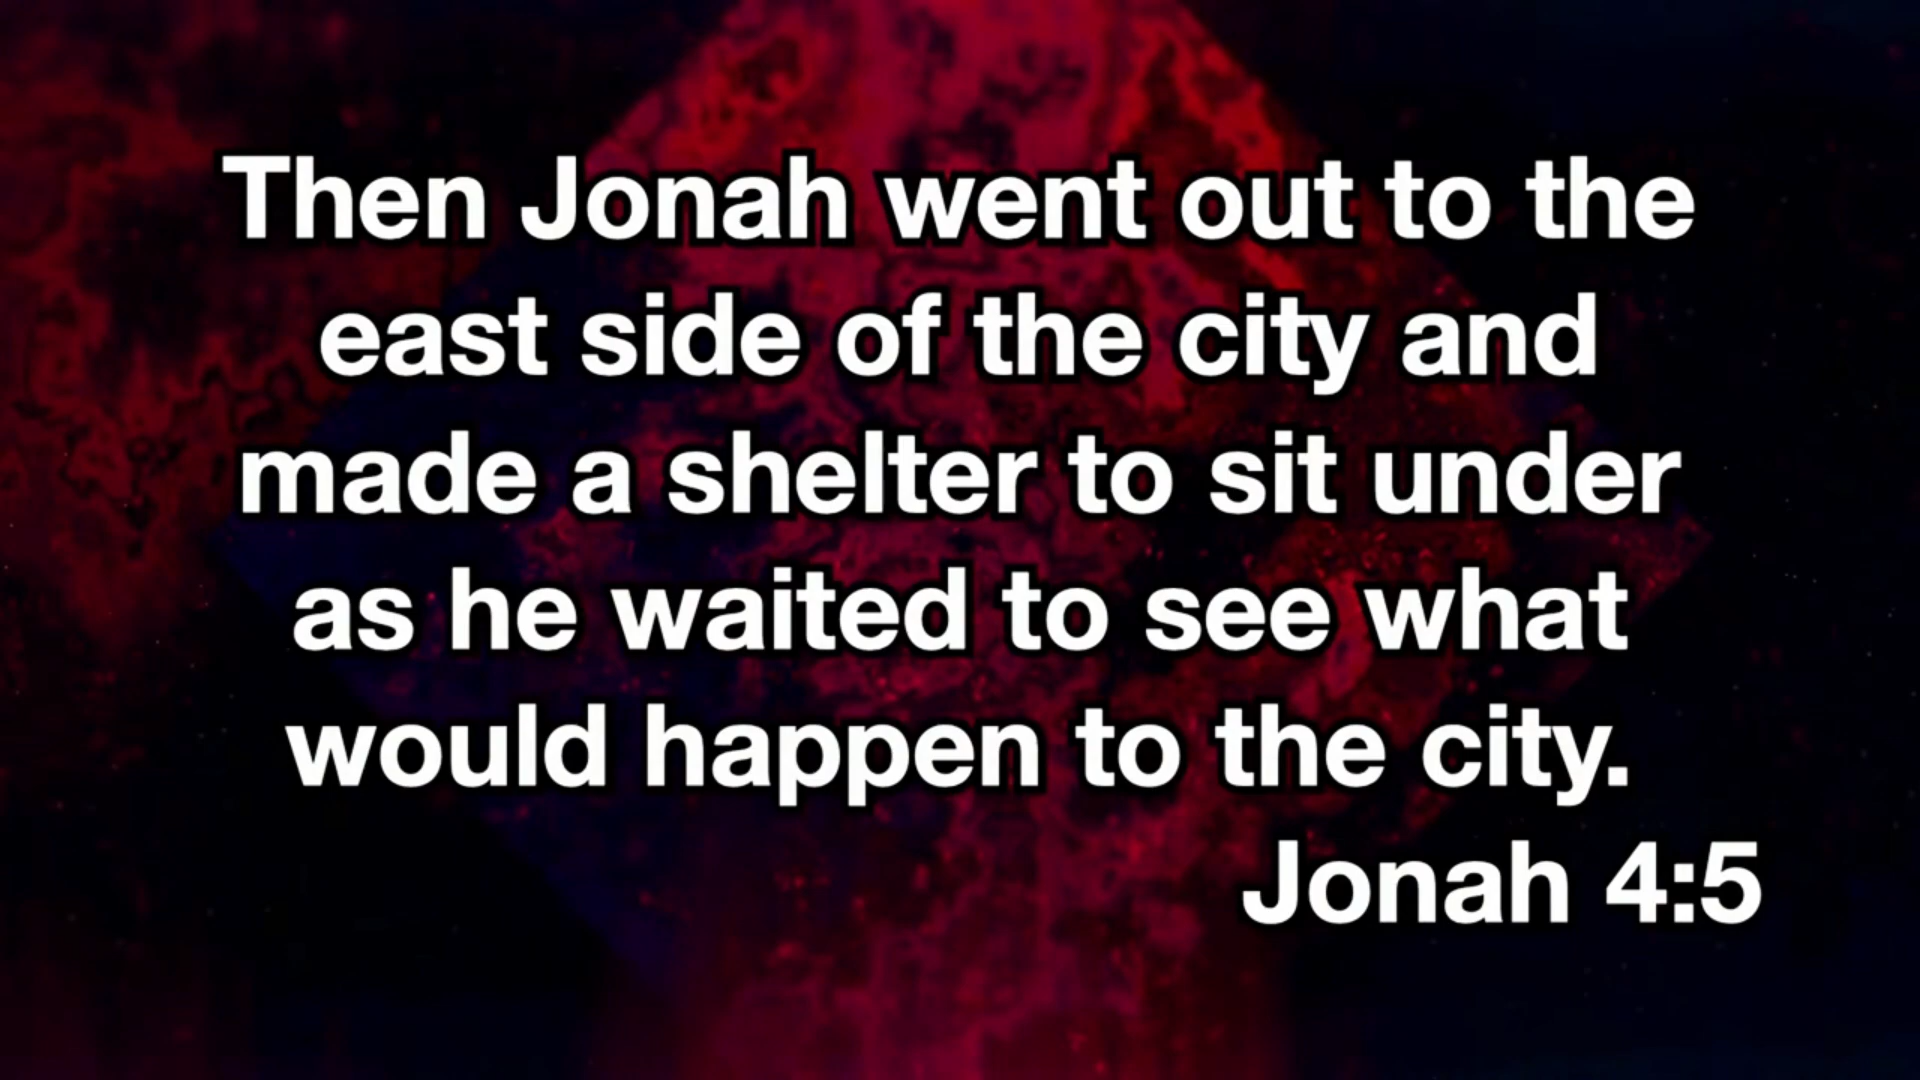 Then Jonah went out to the
east side of the city and
made a shelter to sit under
as he waited to see what
would happen to the city.
Jonah 4:5